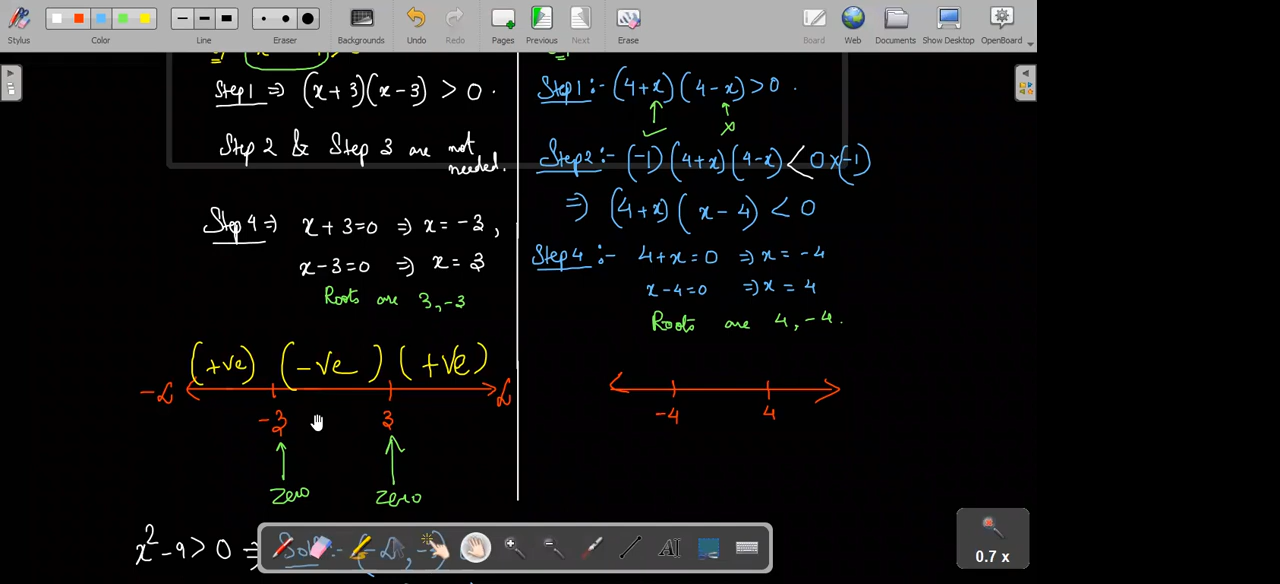 Stylus Color Line Eraser Backgrounds Undo Redo Pages Previous Next Erase Board Web Documents Show Desktop OpenBoard
Step 1 ⇒ (x+3)(x-3) > 0.
Step 2 & Step 3 are not needed.
Step 4 ⇒ x+3=0 ⇒ x = -3,
x-3=0 ⇒ x = 3
Roots are 3, -3
(+ve) (-ve) (+ve)
-3 3
Zero Zero
x²-9 > 0 ⇒ Sol
Step 1:- (4+x)(4-x) > 0.
Step 2:- (-1)(4+x)(4-x) < 0×(-1)
⇒ (4+x)(x-4) < 0
Step 4:- 4+x=0 ⇒ x = -4
x-4=0 ⇒ x = 4
Roots are 4, -4.
-4 4
0.7 x